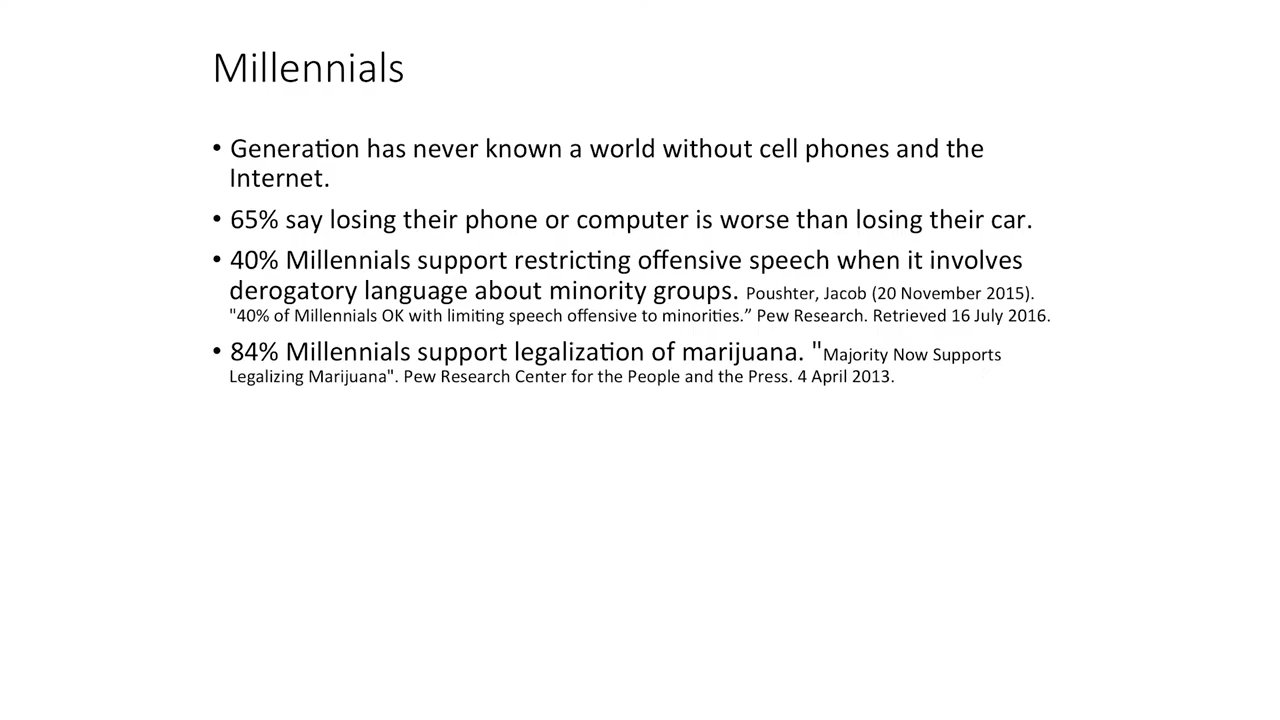 Millennials
• Generation has never known a world without cell phones and the
Internet.
• 65% say losing their phone or computer is worse than losing their car.
• 40% Millennials support restricting offensive speech when it involves
derogatory language about minority groups. Poushter, Jacob (20 November 2015).
"40% of Millennials OK with limiting speech offensive to minorities.” Pew Research. Retrieved 16 July 2016.
• 84% Millennials support legalization of marijuana. "Majority Now Supports
Legalizing Marijuana". Pew Research Center for the People and the Press. 4 April 2013.